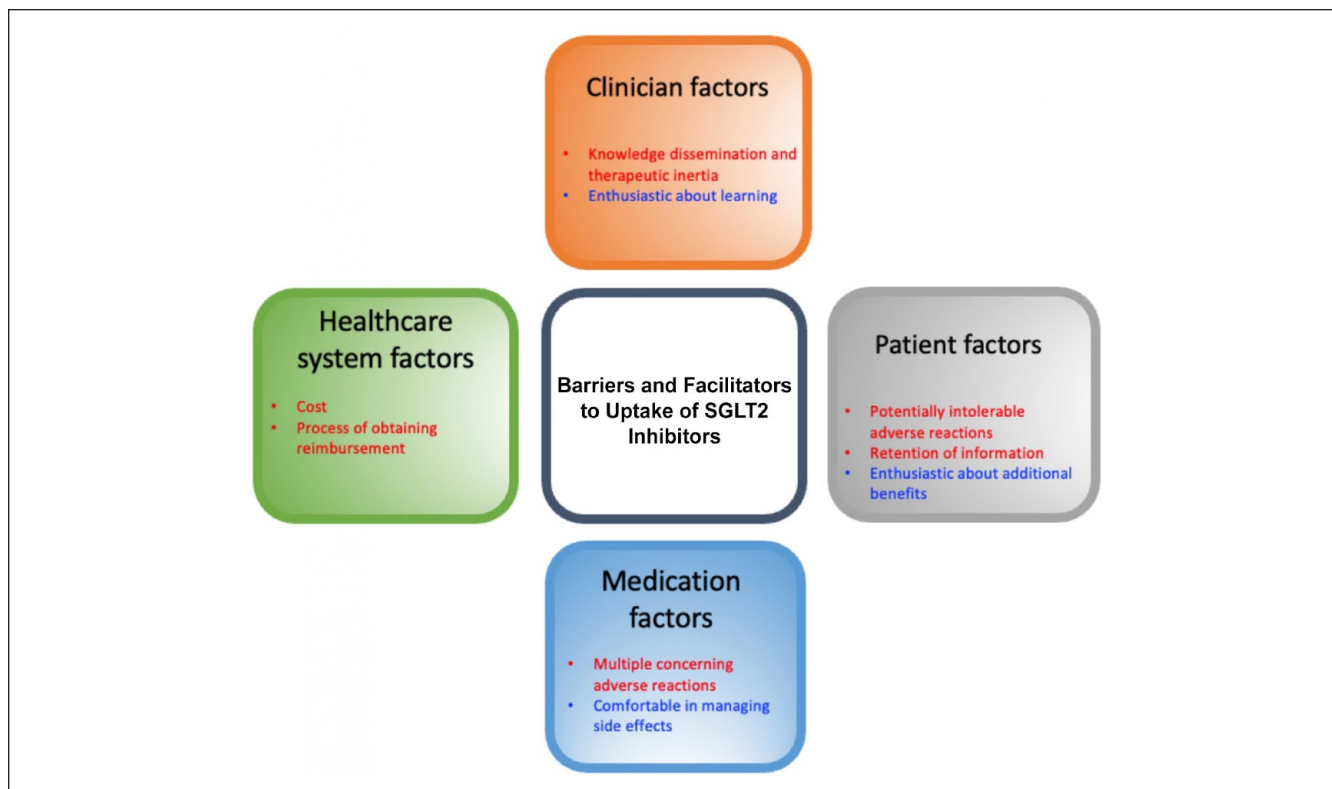 Clinician factors
• Knowledge dissemination and
therapeutic inertia
• Enthusiastic about learning
Healthcare
system factors
• Cost
• Process of obtaining
reimbursement
Barriers and Facilitators
to Uptake of SGLT2
Inhibitors
Patient factors
• Potentially intolerable
adverse reactions
• Retention of information
• Enthusiastic about additional
benefits
Medication
factors
• Multiple concerning
adverse reactions
• Comfortable in managing
side effects